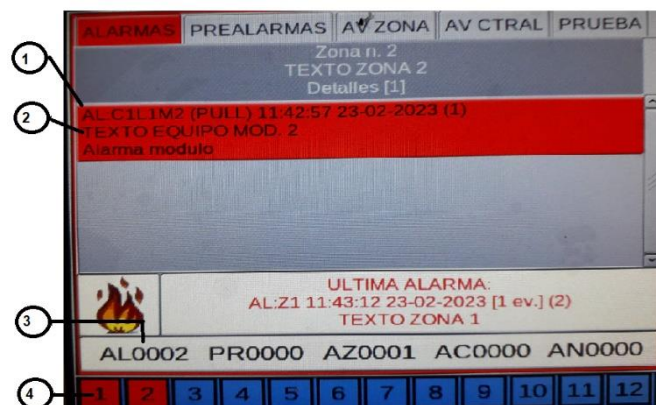 ALARMAS PREALARMAS AV ZONA AV CTRAL PRUEBA
Zona n. 2
TEXTO ZONA 2
Detalles [1]
1
AL:C1L1M2 (PULL) 11:42:57 23-02-2023 (1)
2
TEXTO EQUIPO MOD. 2
Alarma modulo
ULTIMA ALARMA:
AL:Z1 11:43:12 23-02-2023 [1 ev.] (2)
TEXTO ZONA 1
3
AL0002 PR0000 AZ0001 AC0000 AN0000
4
1 2 3 4 5 6 7 8 9 10 11 12